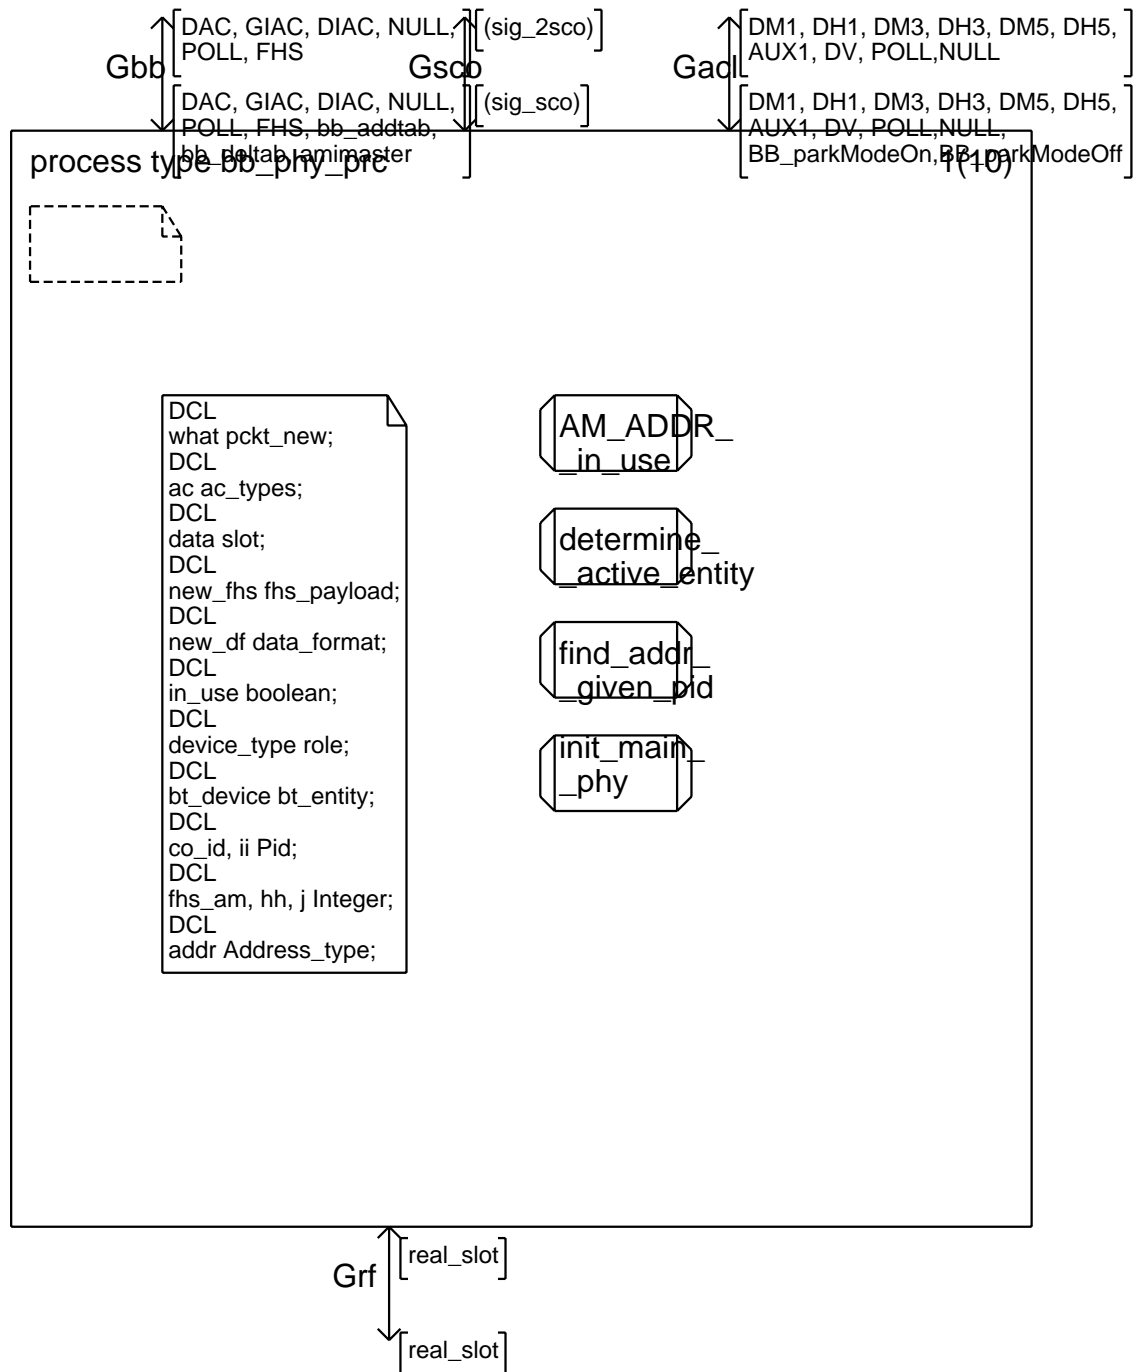 Gbb
DAC, GIAC, DIAC, NULL,
POLL, FHS
DAC, GIAC, DIAC, NULL,
POLL, FHS, bb_addtab,
bb_deltab, amimaster
Gsco
(sig_2sco)
(sig_sco)
Gacl
DM1, DH1, DM3, DH3, DM5, DH5,
AUX1, DV, POLL,NULL
DM1, DH1, DM3, DH3, DM5, DH5,
AUX1, DV, POLL,NULL,
BB_parkModeOn,BB_parkModeOff
process type bb_phy_prc
1(10)
DCL
what pckt_new;
DCL
ac ac_types;
DCL
data slot;
DCL
new_fhs fhs_payload;
DCL
new_df data_format;
DCL
in_use boolean;
DCL
device_type role;
DCL
bt_device bt_entity;
DCL
co_id, ii Pid;
DCL
fhs_am, hh, j Integer;
DCL
addr Address_type;
AM_ADDR_
_in_use
determine_
_active_entity
find_addr_
_given_pid
init_main_
_phy
Grf
real_slot
real_slot